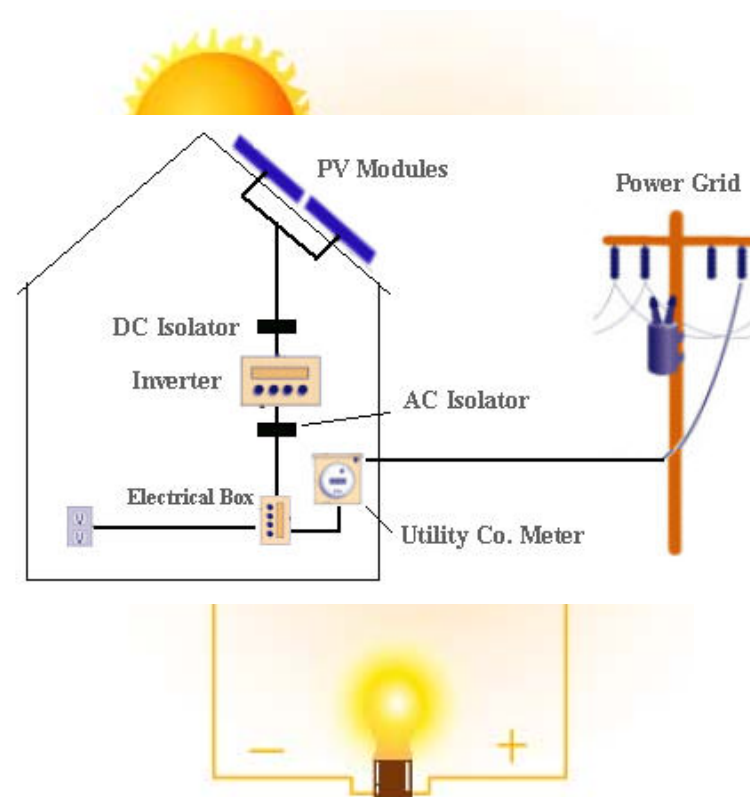 PV Modules
Power Grid
DC Isolator
Inverter
AC Isolator
Electrical Box
Utility Co. Meter
− +